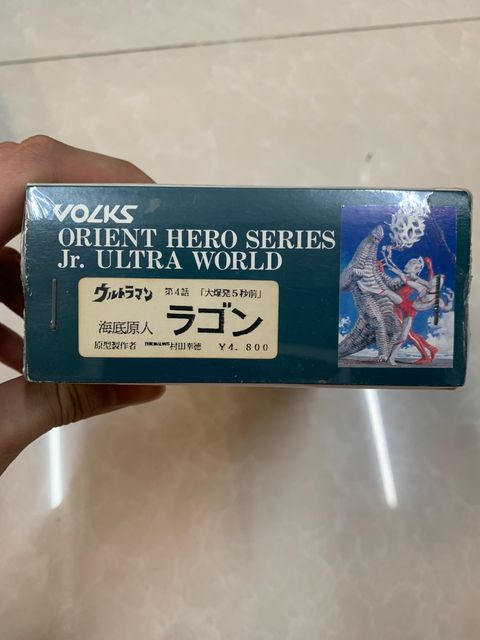 VOLKS
ORIENT HERO SERIES
Jr. ULTRA WORLD
ウルトラマン 第4話 「大爆発5秒前」
海底原人 ラゴン
原型製作者 村田幸徳 ¥4,800